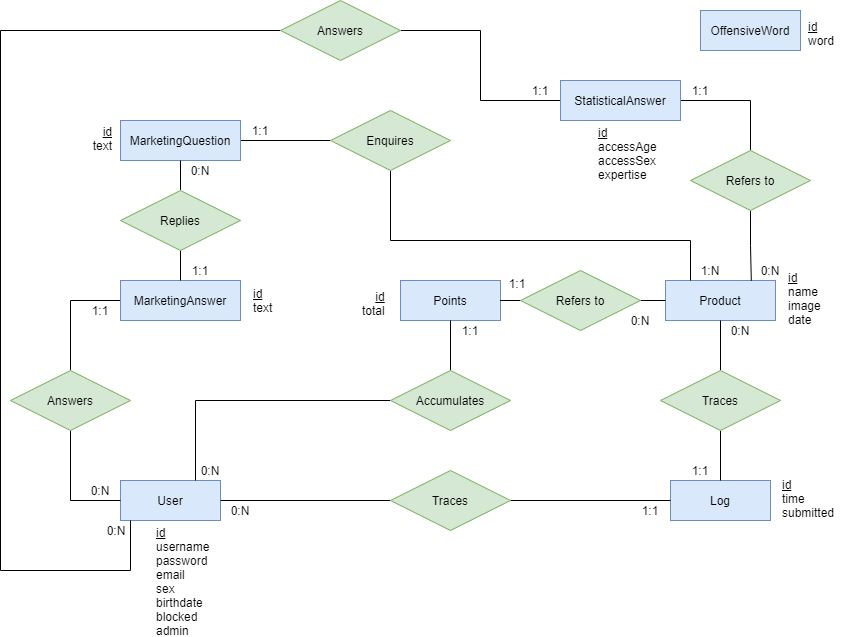 Answers
OffensiveWord
id
word
1:1
StatisticalAnswer
1:1
id
accessAge
accessSex
expertise
id
text
MarketingQuestion
1:1
Enquires
0:N
Refers to
Replies
1:1
1:N
0:N
1:1
MarketingAnswer
id
text
id
total
Points
1:1
Refers to
0:N
Product
id
name
image
date
1:1
0:N
Answers
Accumulates
Traces
0:N
0:N
User
0:N
Traces
1:1
1:1
Log
id
time
submitted
0:N
id
username
password
email
sex
birthdate
blocked
admin